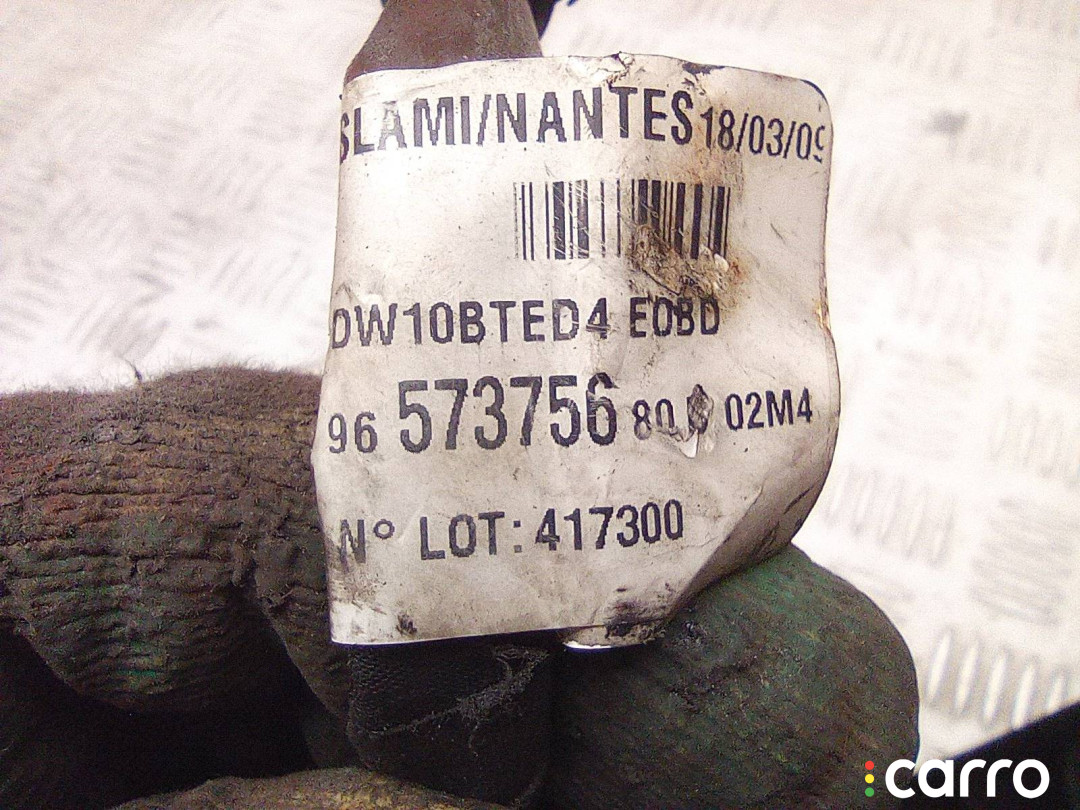 SLAMI/NANTES 18/03/09
DW10BTED4 EOBD
96 573756 80 02M4
N° LOT: 417300
carro